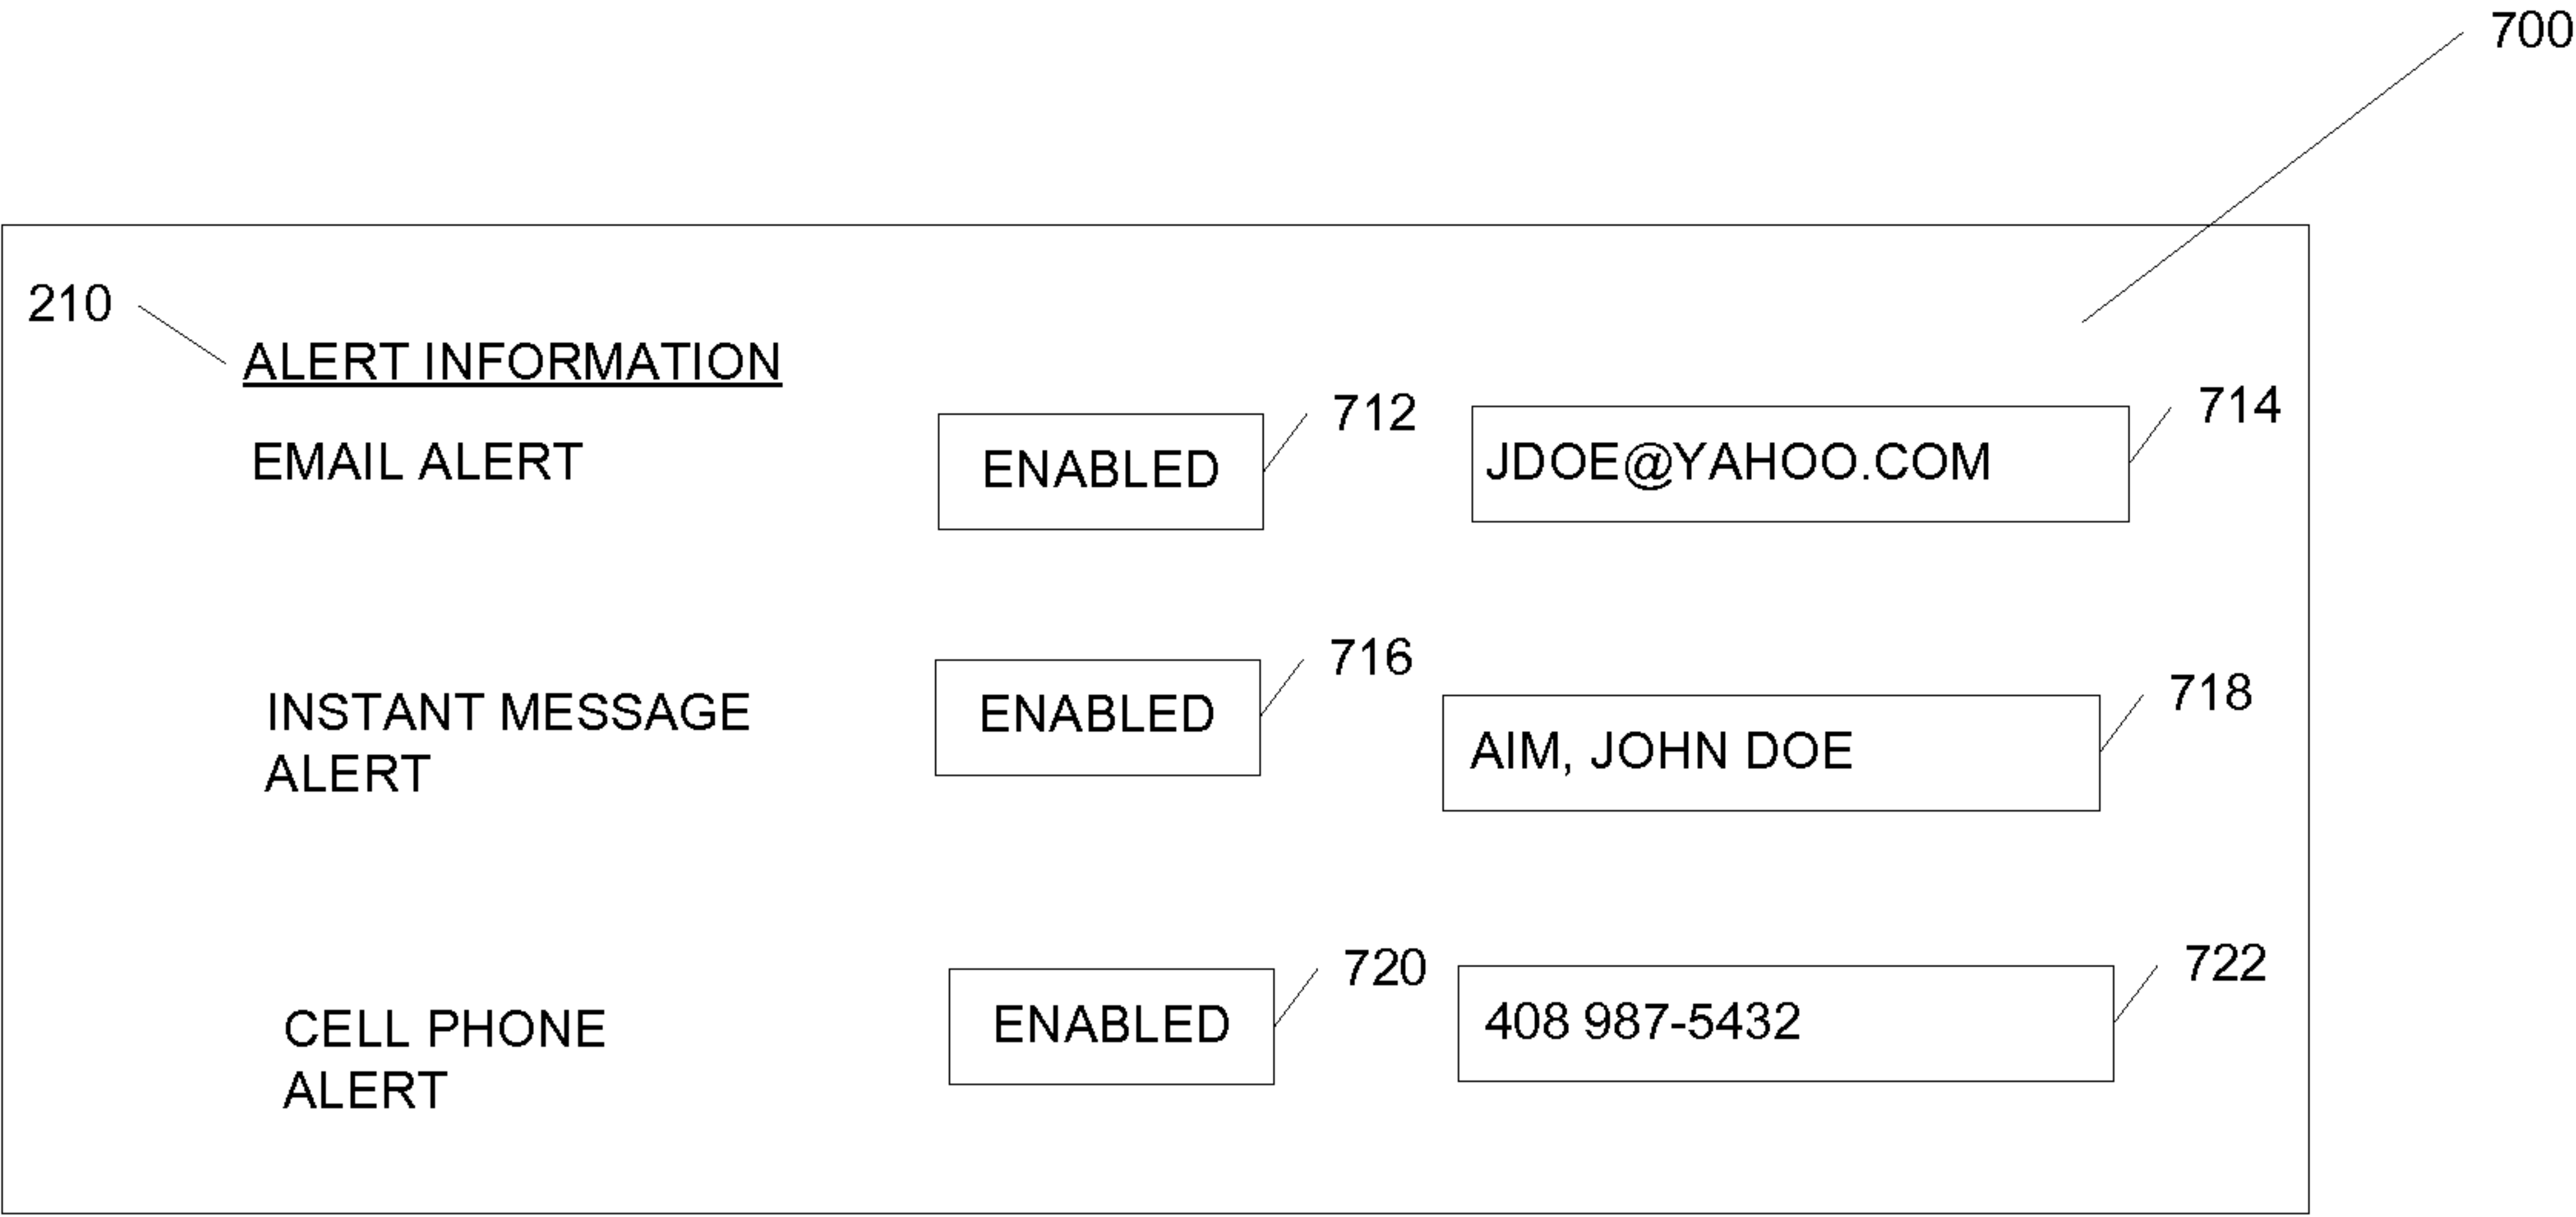 700
210
ALERT INFORMATION
712
714
EMAIL ALERT
ENABLED
JDOE@YAHOO.COM
716
718
INSTANT MESSAGE
ALERT
ENABLED
AIM, JOHN DOE
720
722
CELL PHONE
ALERT
ENABLED
408 987-5432